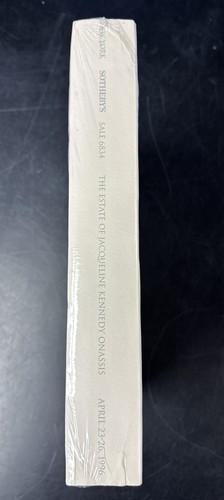 NEW YORK SOTHEBY'S SALE 6834 THE ESTATE OF JACQUELINE KENNEDY ONASSIS APRIL 23-26, 1996